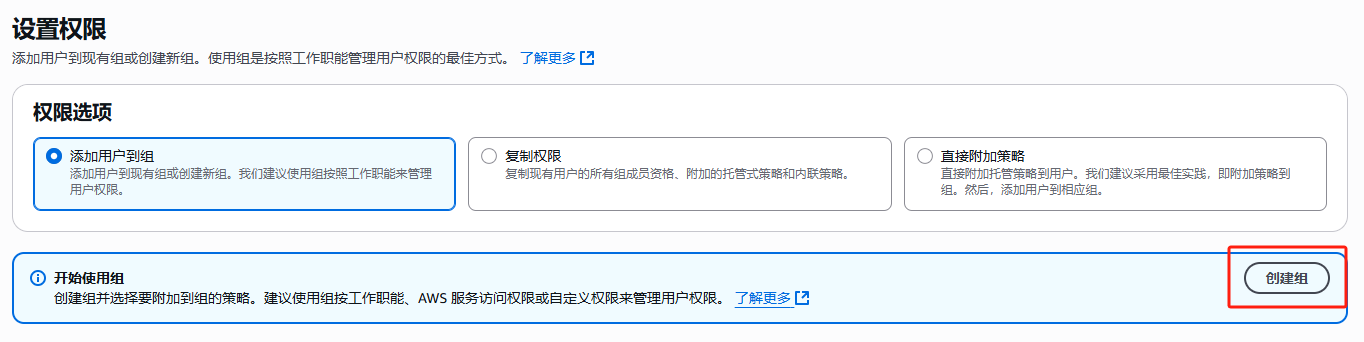 设置权限
添加用户到现有组或创建新组。使用组是按照工作职能管理用户权限的最佳方式。 了解更多
权限选项
添加用户到组
添加用户到现有组或创建新组。我们建议使用组按照工作职能来管理
用户权限。
复制权限
复制现有用户的所有组成员资格、附加的托管式策略和内联策略。
直接附加策略
直接附加托管策略到用户。我们建议采用最佳实践，即附加策略到
组。然后，添加用户到相应组。
开始使用组
创建组并选择要附加到组的策略。建议使用组按工作职能、AWS 服务访问权限或自定义权限来管理用户权限。 了解更多
创建组